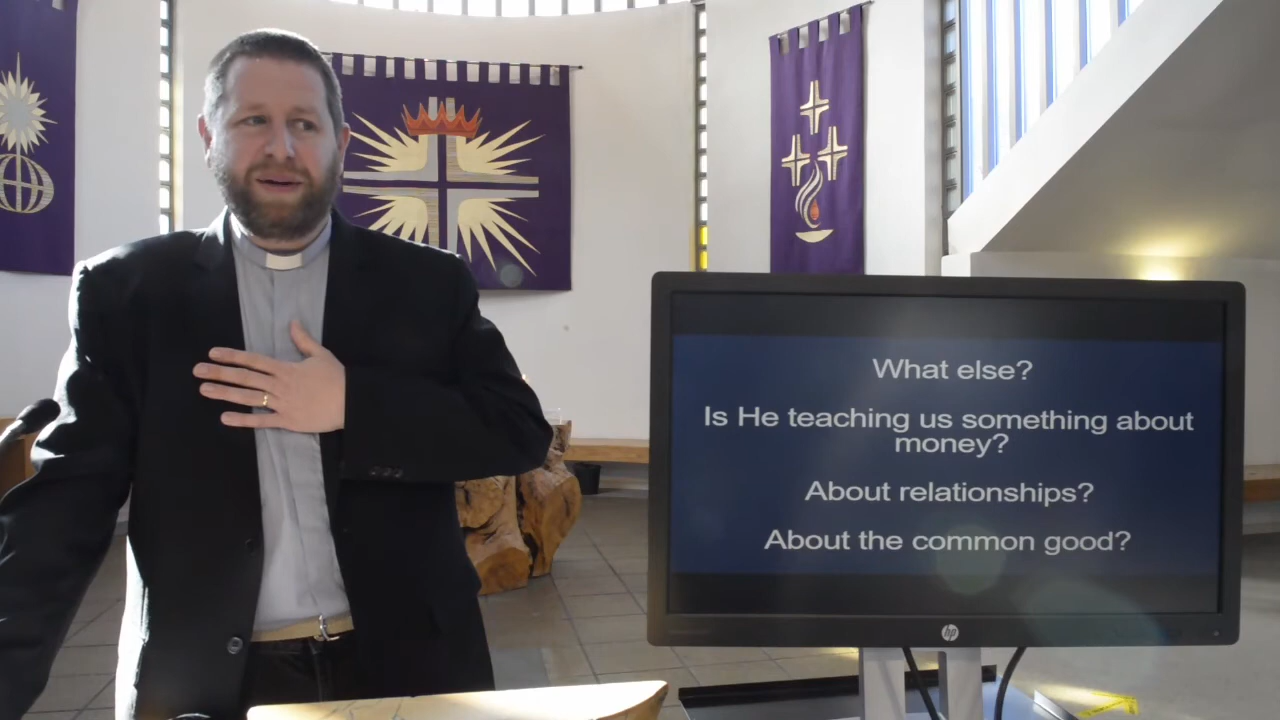 What else?
Is He teaching us something about
money?
About relationships?
About the common good?
hp